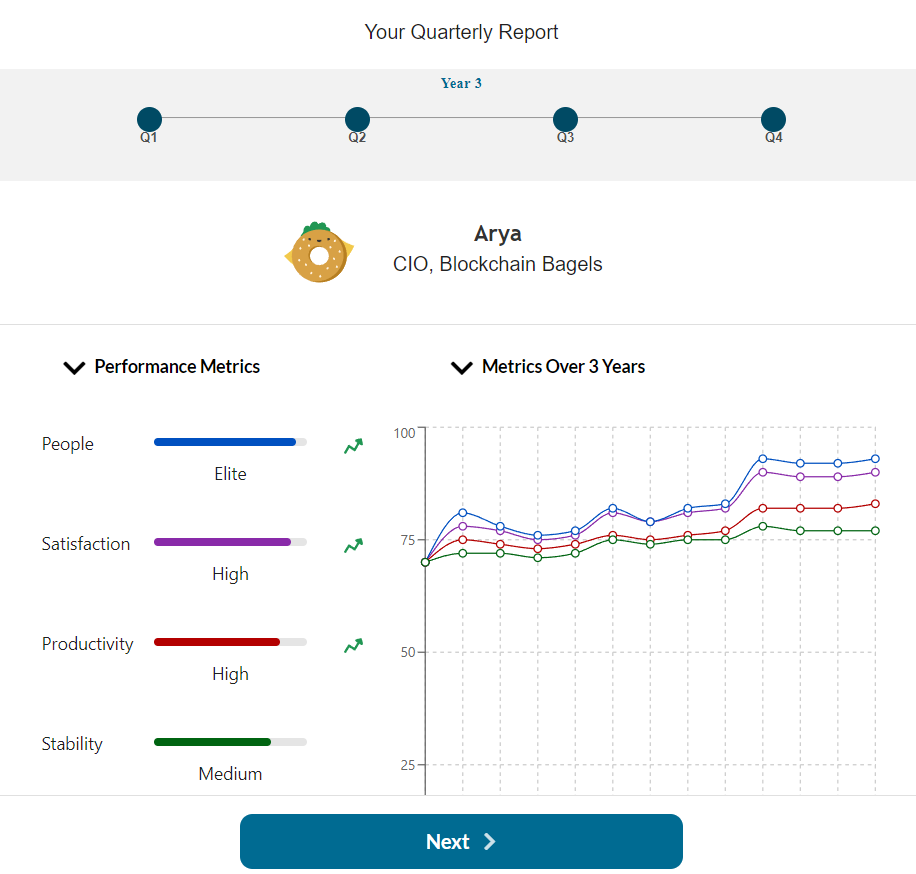 Your Quarterly Report
Year 3
Q1 Q2 Q3 Q4
Arya
CIO, Blockchain Bagels
Performance Metrics
People
Elite
Satisfaction
High
Productivity
High
Stability
Medium
Metrics Over 3 Years
100
75
50
25
Next